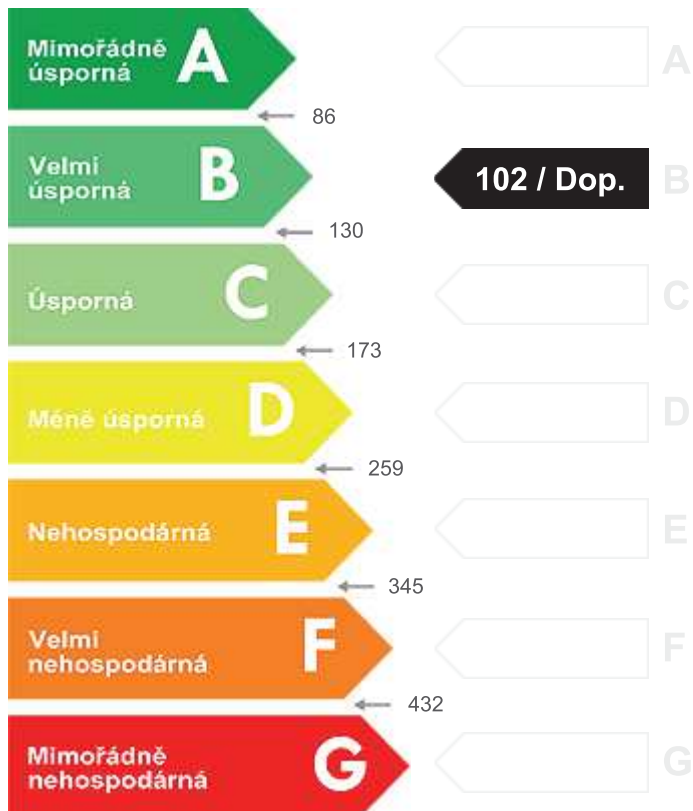 Mimořádně
úsporná
A
A
86
Velmi
úsporná
B
102 / Dop.
B
130
Úsporná
C
C
173
Méně úsporná
D
D
259
Nehospodárná
E
E
345
Velmi
nehospodárná
F
F
432
Mimořádně
nehospodárná
G
G